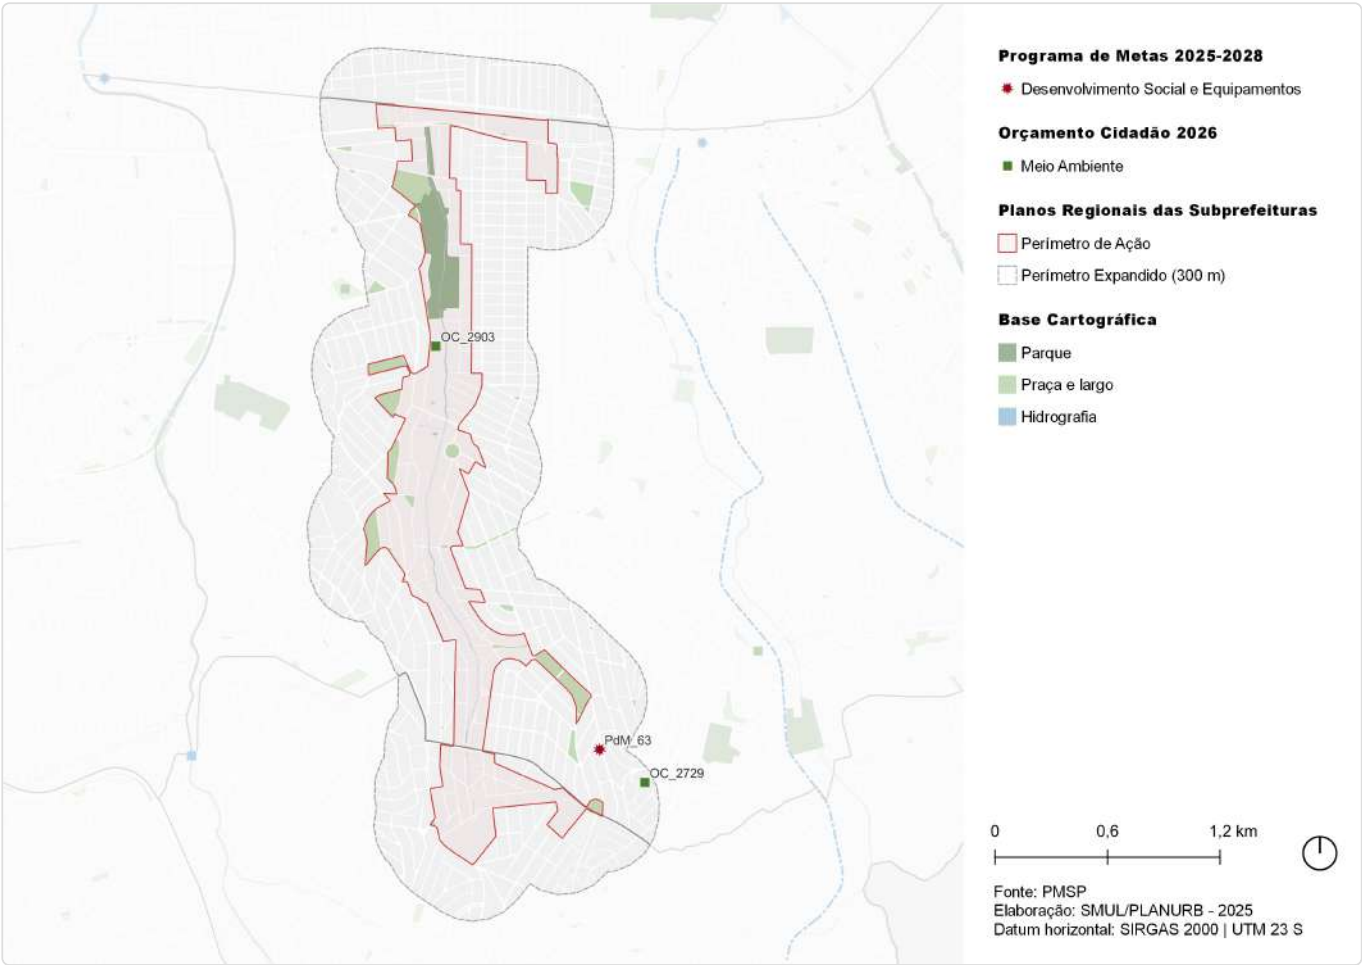 Programa de Metas 2025-2028
Desenvolvimento Social e Equipamentos
Orçamento Cidadão 2026
Meio Ambiente
Planos Regionais das Subprefeituras
Perímetro de Ação
Perímetro Expandido (300 m)
Base Cartográfica
Parque
Praça e largo
Hidrografia
OC_2903
PdM_63
OC_2729
0 0,6 1,2 km
Fonte: PMSP
Elaboração: SMUL/PLANURB - 2025
Datum horizontal: SIRGAS 2000 | UTM 23 S